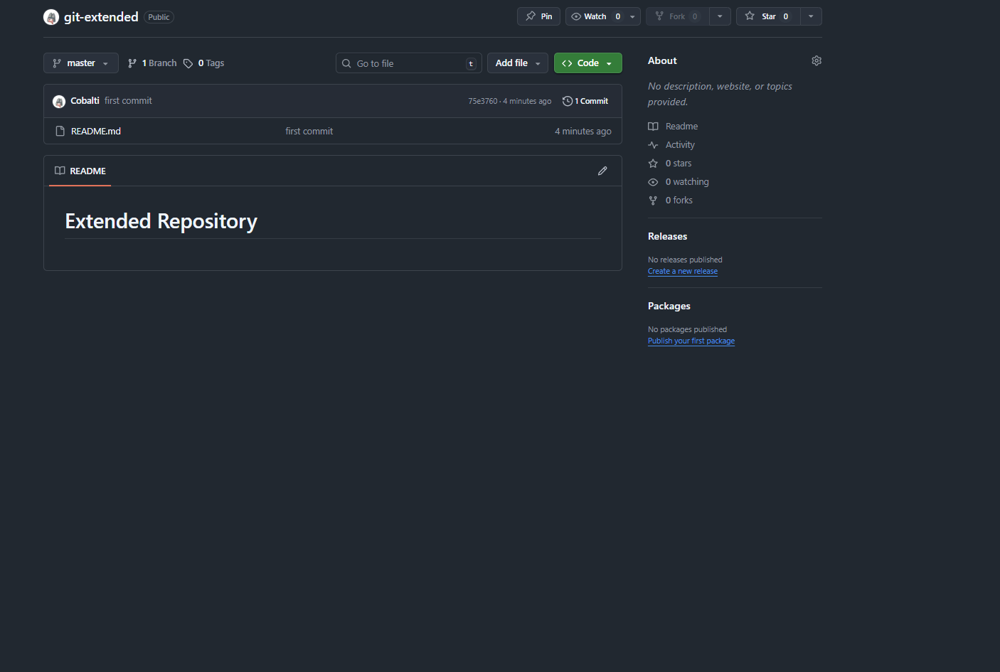 git-extended Public
Pin Watch 0 Fork 0 Star 0
master 1 Branch 0 Tags Go to file t Add file Code
Cobalti first commit 75e3760 · 4 minutes ago 1 Commit
README.md first commit 4 minutes ago
README
Extended Repository
About
No description, website, or topics
provided.
Readme
Activity
0 stars
0 watching
0 forks
Releases
No releases published
Create a new release
Packages
No packages published
Publish your first package